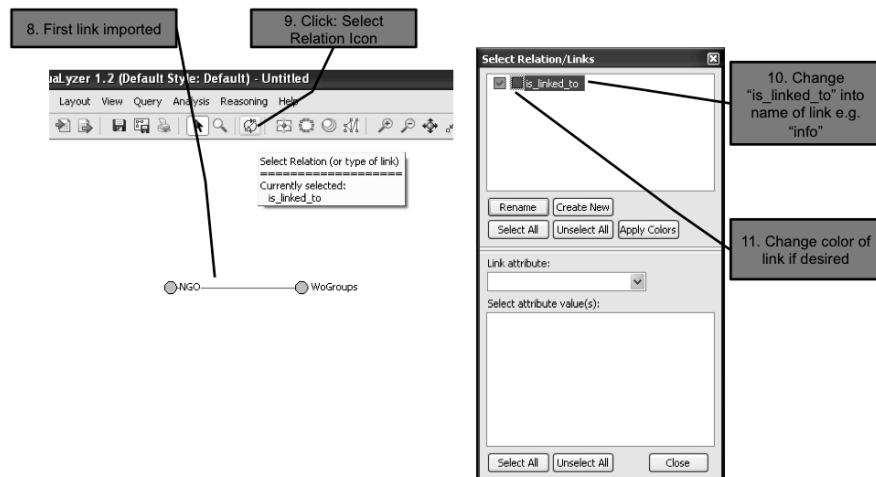 8. First link imported
9. Click: Select
Relation Icon
uaLyzer 1.2 (Default Style: Default) - Untitled
Layout View Query Analysis Reasoning Help
Select Relation (or type of link)
====================
Currently selected:
is_linked_to
NGO
WoGroups
Select Relation/Links
is_linked_to
Rename Create New
Select All Unselect All Apply Colors
Link attribute:
Select attribute value(s):
Select All Unselect All Close
10. Change
“is_linked_to” into
name of link e.g.
“info”
11. Change color of
link if desired